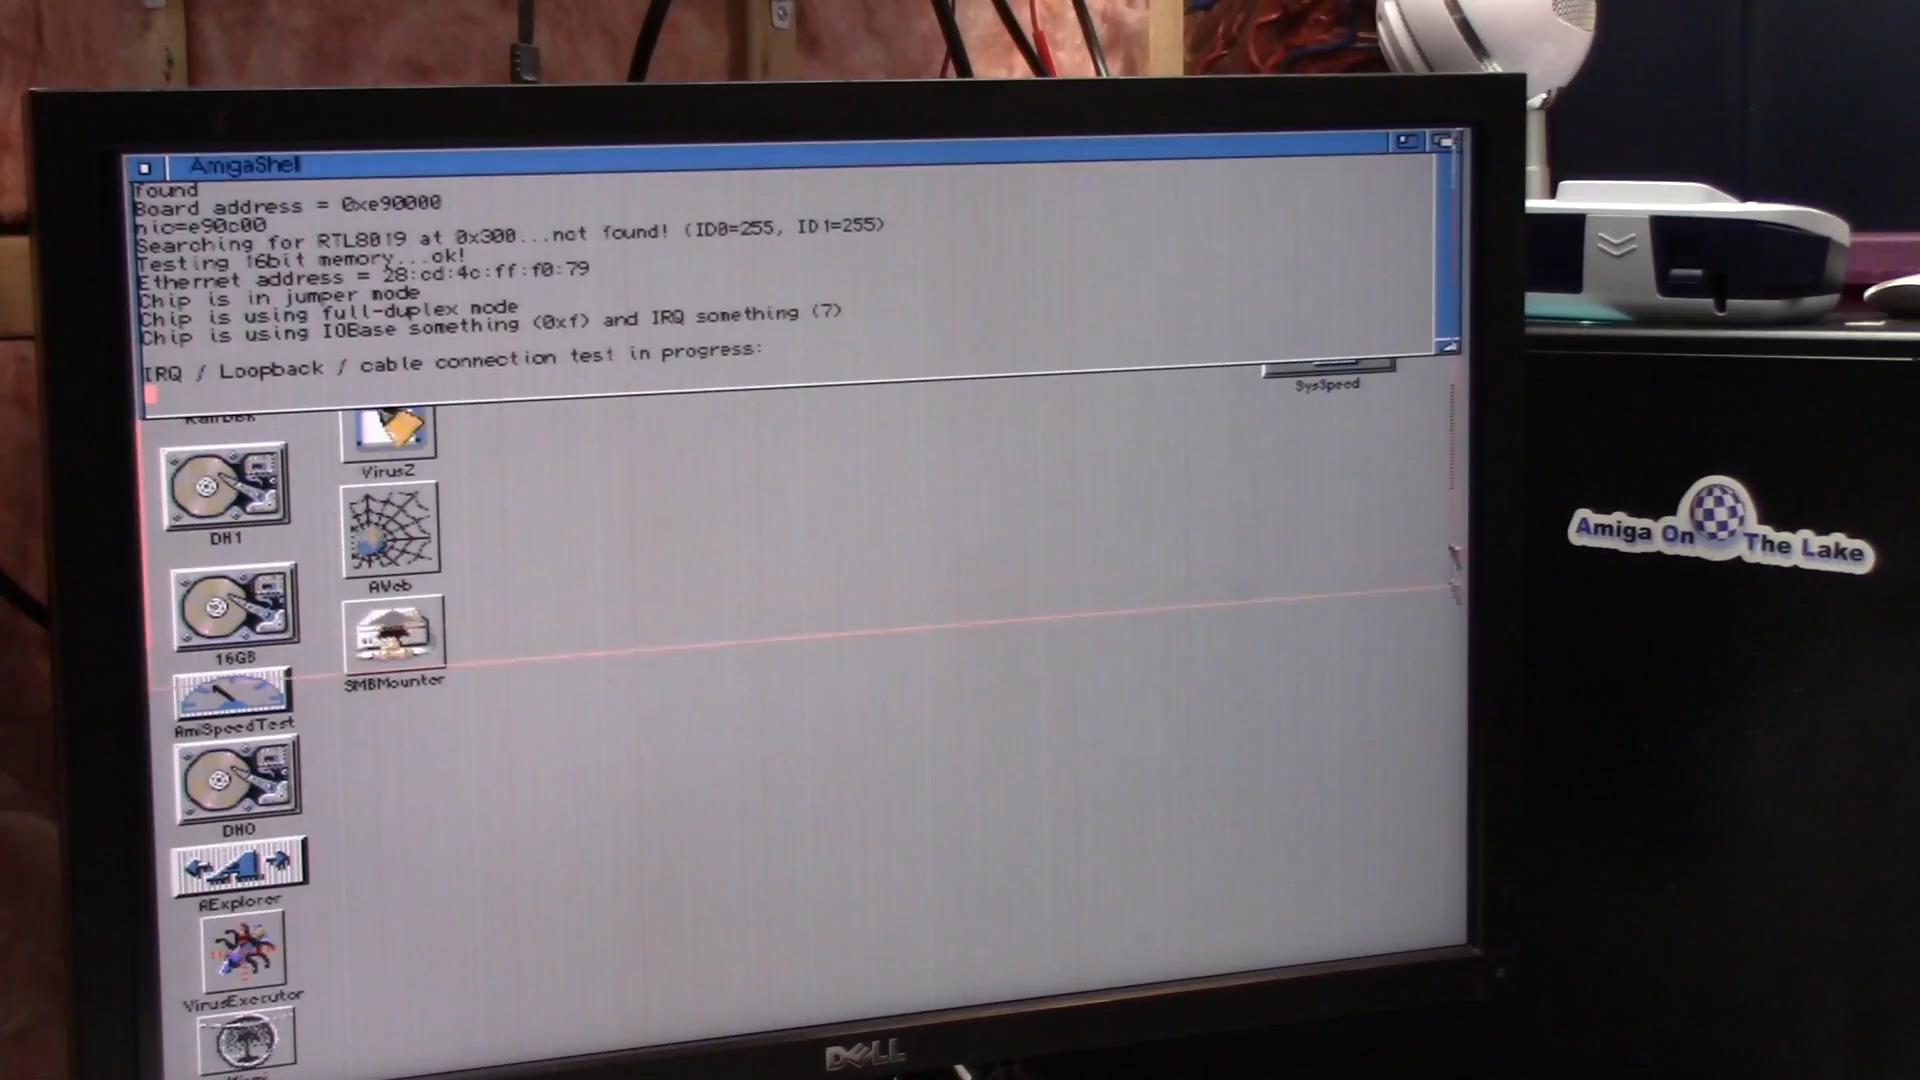 AmigaShell
found
Board address = 0xe90000
nic=e90c00
Searching for RTL8019 at 0x300...not found! (ID0=255, ID1=255)
Testing 16bit memory...ok!
Ethernet address = 28:cd:4c:ff:f0:79
Chip is in jumper mode
Chip is using full-duplex mode
Chip is using IOBase something (0xf) and IRQ something (7)
IRQ / Loopback / cable connection test in progress:
SysSpeed
VirusZ
DH1
AWeb
16GB
SMBMounter
AmiSpeedTest
DH0
AExplorer
VirusExecutor
DELL
Amiga On The Lake